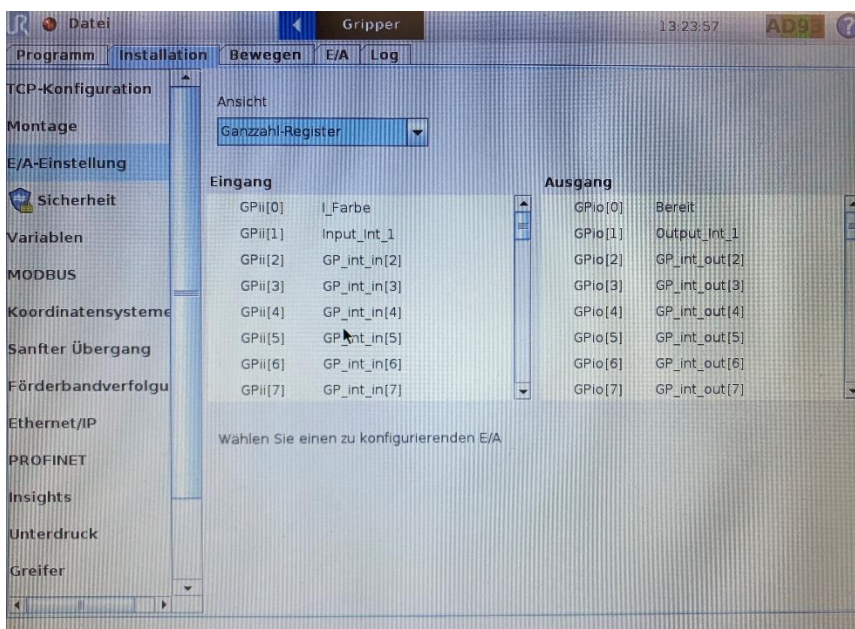 UR Datei Gripper 13:23:57 AD93 ?
Programm Installation Bewegen E/A Log
TCP-Konfiguration
Montage
E/A-Einstellung
Sicherheit
Variablen
MODBUS
Koordinatensysteme
Sanfter Übergang
Förderbandverfolgu
Ethernet/IP
PROFINET
Insights
Unterdruck
Greifer
Ansicht
Ganzzahl-Register
Eingang
GPii[0] I_Farbe
GPii[1] Input_Int_1
GPii[2] GP_int_in[2]
GPii[3] GP_int_in[3]
GPii[4] GP_int_in[4]
GPii[5] GP_int_in[5]
GPii[6] GP_int_in[6]
GPii[7] GP_int_in[7]
Ausgang
GPio[0] Bereit
GPio[1] Output_Int_1
GPio[2] GP_int_out[2]
GPio[3] GP_int_out[3]
GPio[4] GP_int_out[4]
GPio[5] GP_int_out[5]
GPio[6] GP_int_out[6]
GPio[7] GP_int_out[7]
Wählen Sie einen zu konfigurierenden E/A